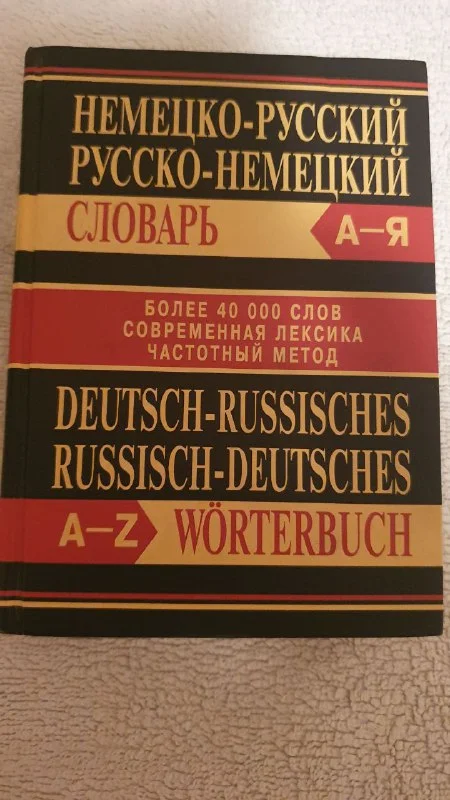 НЕМЕЦКО-РУССКИЙ
РУССКО-НЕМЕЦКИЙ
СЛОВАРЬ А–Я
БОЛЕЕ 40 000 СЛОВ
СОВРЕМЕННАЯ ЛЕКСИКА
ЧАСТОТНЫЙ МЕТОД
DEUTSCH-RUSSISCHES
RUSSISCH-DEUTSCHES
A–Z WÖRTERBUCH